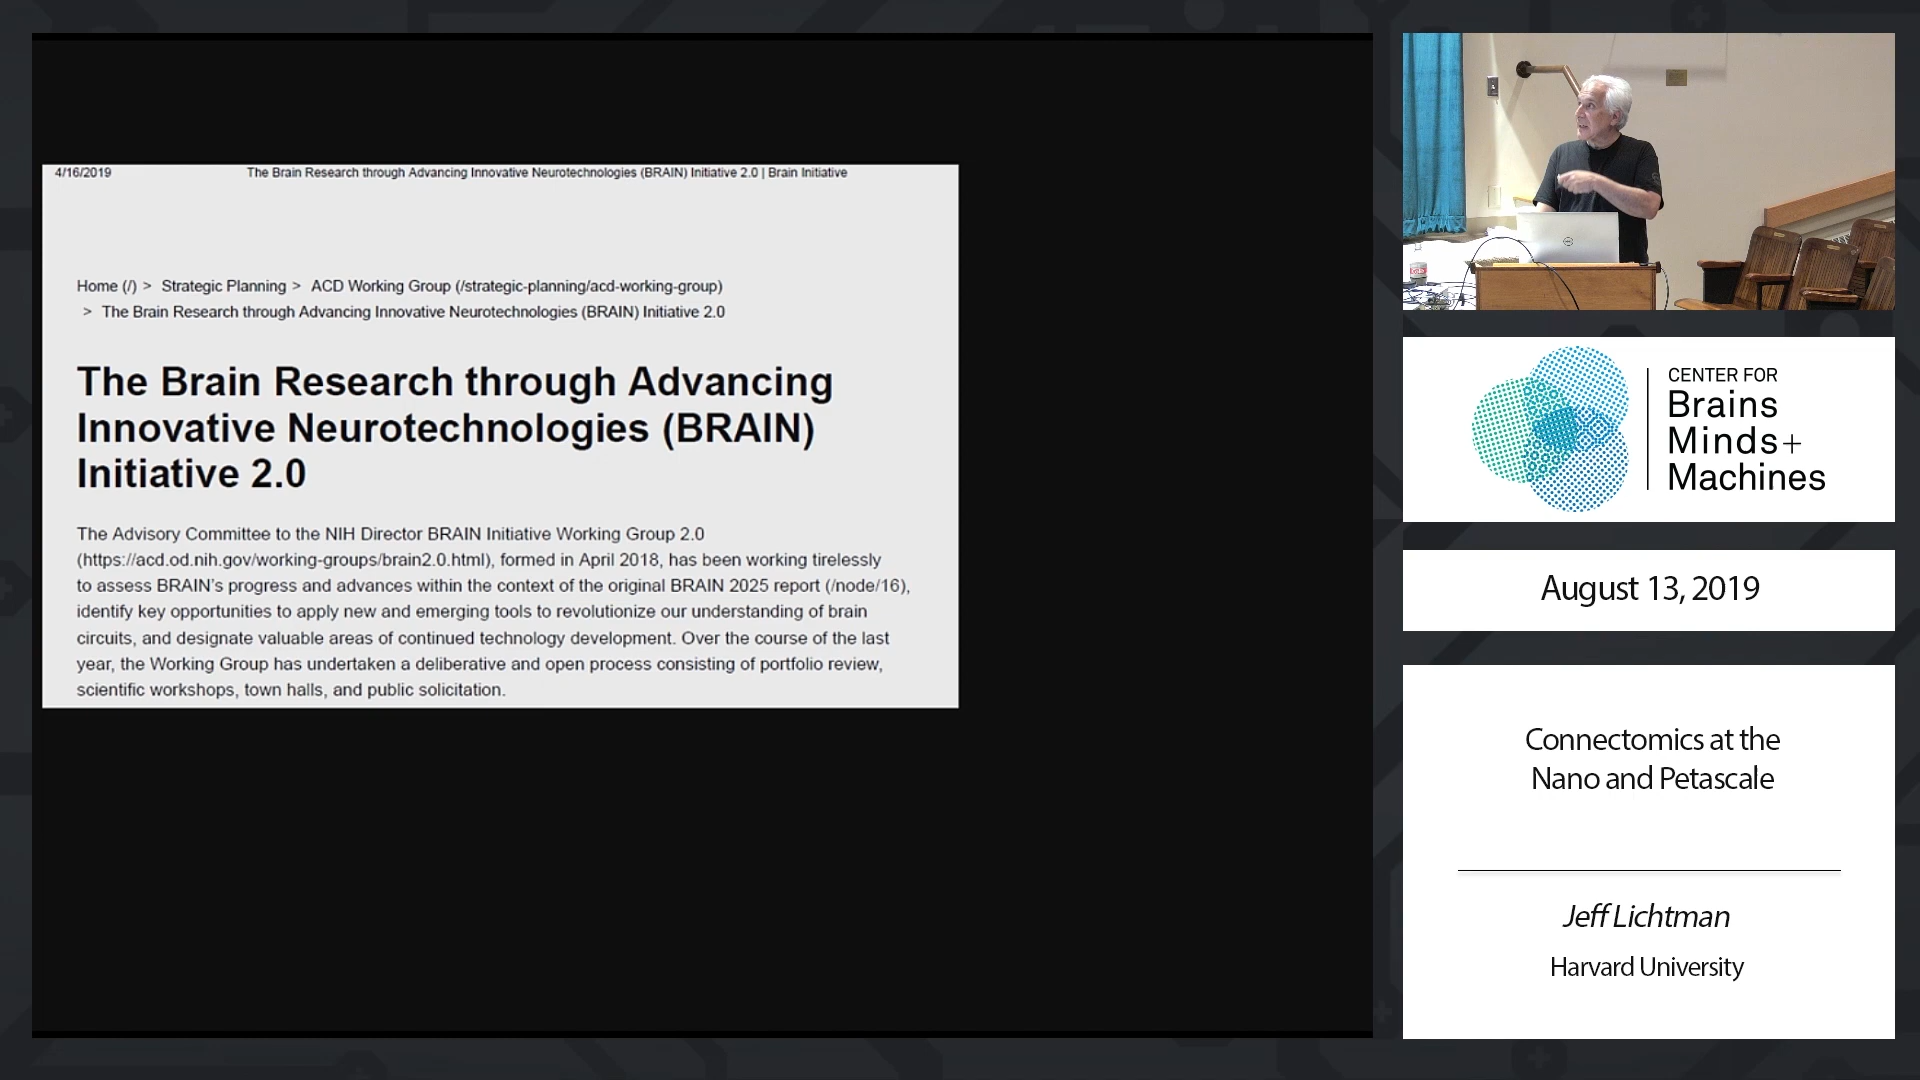 4/16/2019 The Brain Research through Advancing Innovative Neurotechnologies (BRAIN) Initiative 2.0 | Brain Initiative
Home (/) > Strategic Planning > ACD Working Group (/strategic-planning/acd-working-group)
> The Brain Research through Advancing Innovative Neurotechnologies (BRAIN) Initiative 2.0
The Brain Research through Advancing
Innovative Neurotechnologies (BRAIN)
Initiative 2.0
The Advisory Committee to the NIH Director BRAIN Initiative Working Group 2.0
(https://acd.od.nih.gov/working-groups/brain2.0.html), formed in April 2018, has been working tirelessly
to assess BRAIN's progress and advances within the context of the original BRAIN 2025 report (/node/16),
identify key opportunities to apply new and emerging tools to revolutionize our understanding of brain
circuits, and designate valuable areas of continued technology development. Over the course of the last
year, the Working Group has undertaken a deliberative and open process consisting of portfolio review,
scientific workshops, town halls, and public solicitation.
CENTER FOR
Brains
Minds+
Machines
August 13, 2019
Connectomics at the
Nano and Petascale
Jeff Lichtman
Harvard University